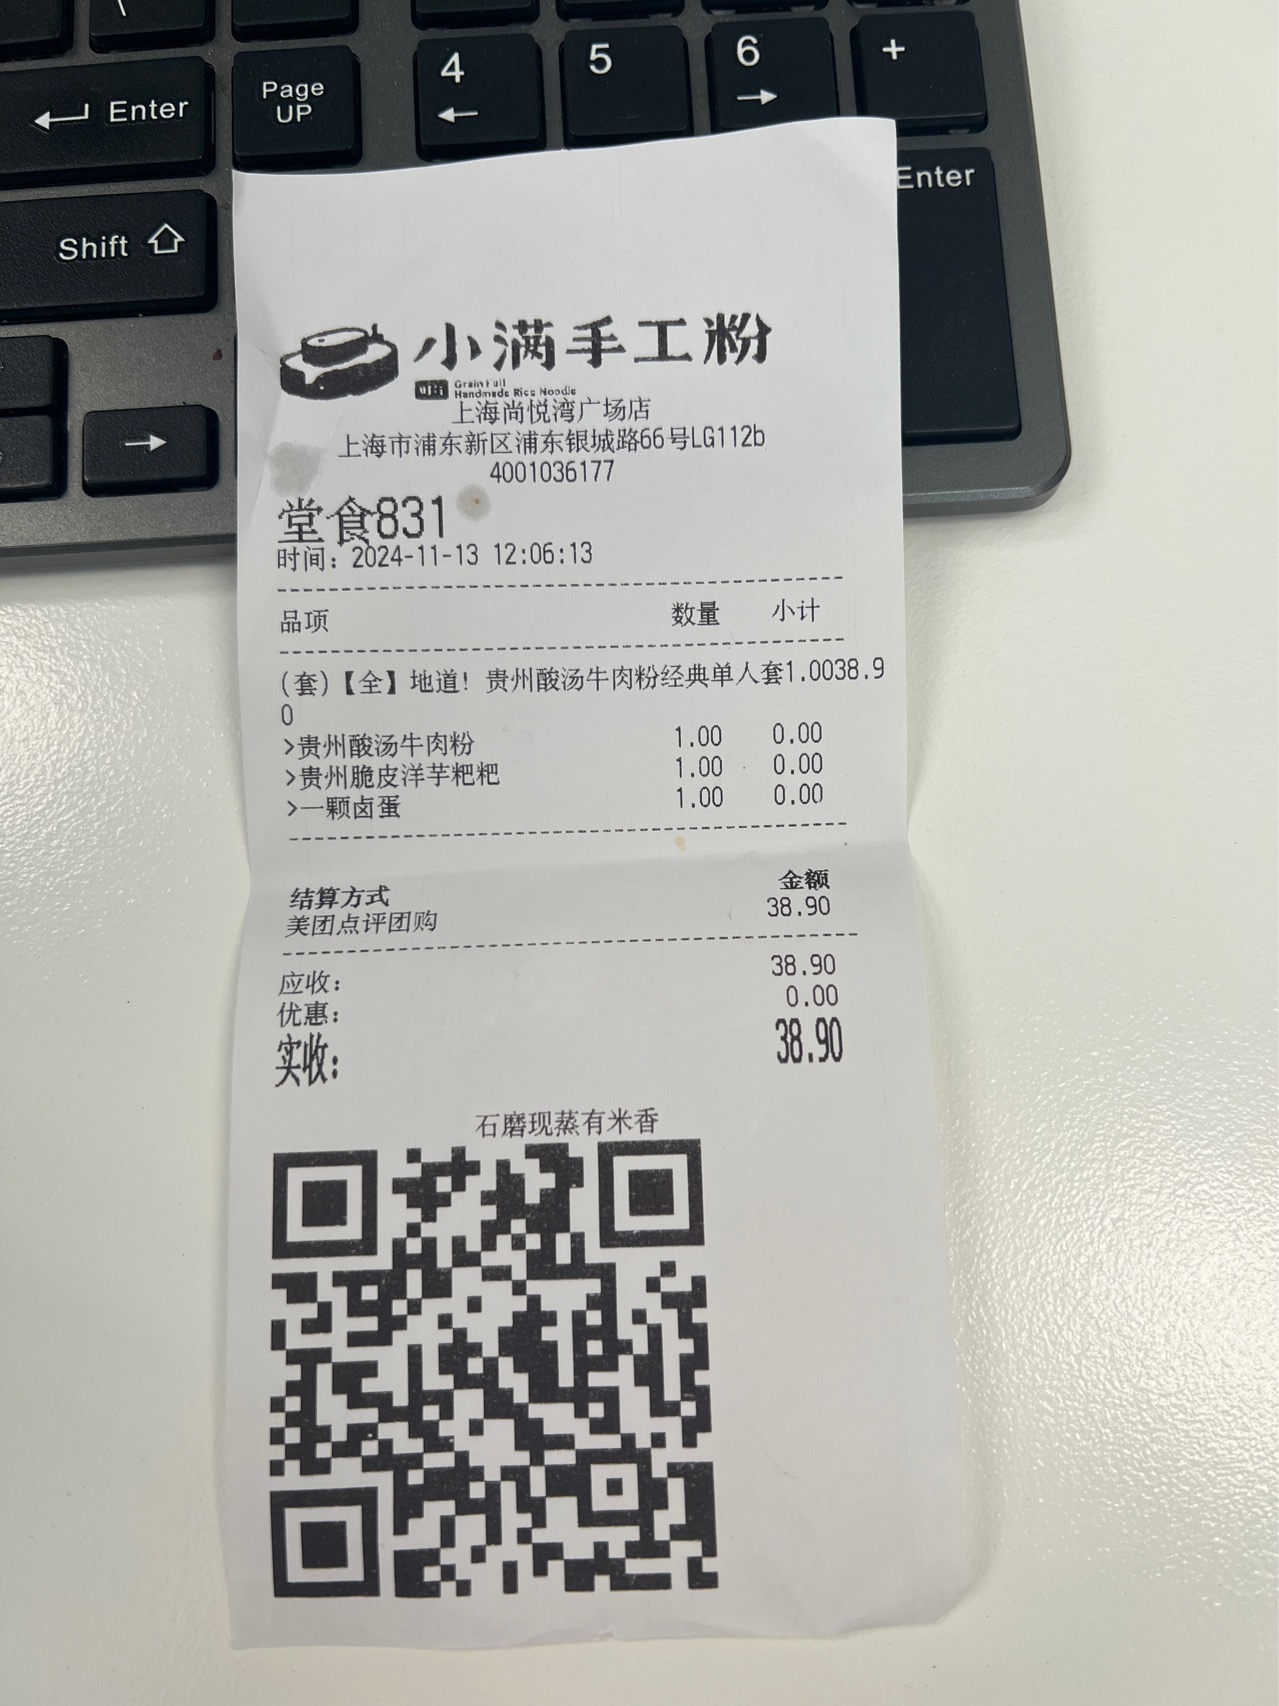 \
4
5
6
+
←
→
Enter
Page
UP
Enter
Shift
→
小满手工粉
Grain Full
Handmade Rice Noodle
上海尚悦湾广场店
上海市浦东新区浦东银城路66号LG112b
4001036177
堂食831
时间：2024-11-13 12:06:13
品项 数量 小计
(套)【全】地道！贵州酸汤牛肉粉经典单人套1.0038.9
0
>贵州酸汤牛肉粉 1.00 0.00
>贵州脆皮洋芋粑粑 1.00 0.00
>一颗卤蛋 1.00 0.00
结算方式 金额
美团点评团购 38.90
应收： 38.90
优惠： 0.00
实收： 38.90
石磨现蒸有米香